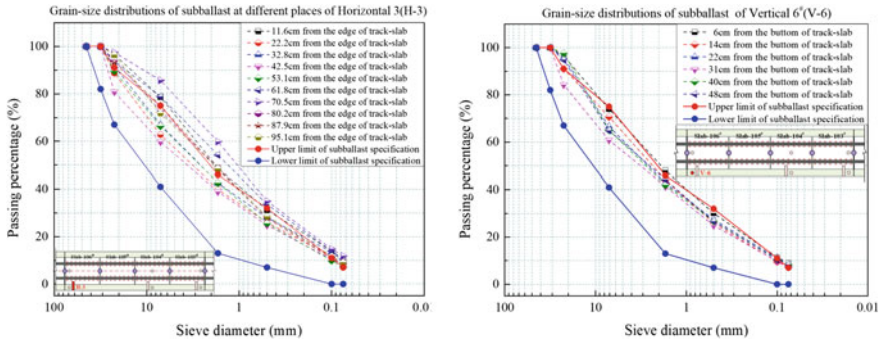 Grain-size distributions of subballast at different places of Horizontal 3(H-3)
11.6cm from the edge of track-slab
22.2cm from the edge of track-slab
32.8cm from the edge of track-slab
42.5cm from the edge of track-slab
53.1cm from the edge of track-slab
61.8cm from the edge of track-slab
70.5cm from the edge of track-slab
80.2cm from the edge of track-slab
87.9cm from the edge of track-slab
95.1cm from the edge of track-slab
Upper limit of subballast specification
Lower limit of subballast specification
Passing percentage (%)
100
80
60
40
20
0
100
10
1
0.1
0.0
Sieve diameter (mm)
Grain-size distributions of subballast of Vertical 6#(V-6)
6cm from the buttom of track-slab
14cm from the buttom of track-slab
22cm from the buttom of track-slab
31cm from the buttom of track-slab
40cm from the buttom of track-slab
48cm from the buttom of track-slab
Upper limit of subballast specification
Lower limit of subballast specification
V-6
Passing percentage (%)
100
80
60
40
20
0
100
10
1
0.1
0.01
Sieve diameter (mm)